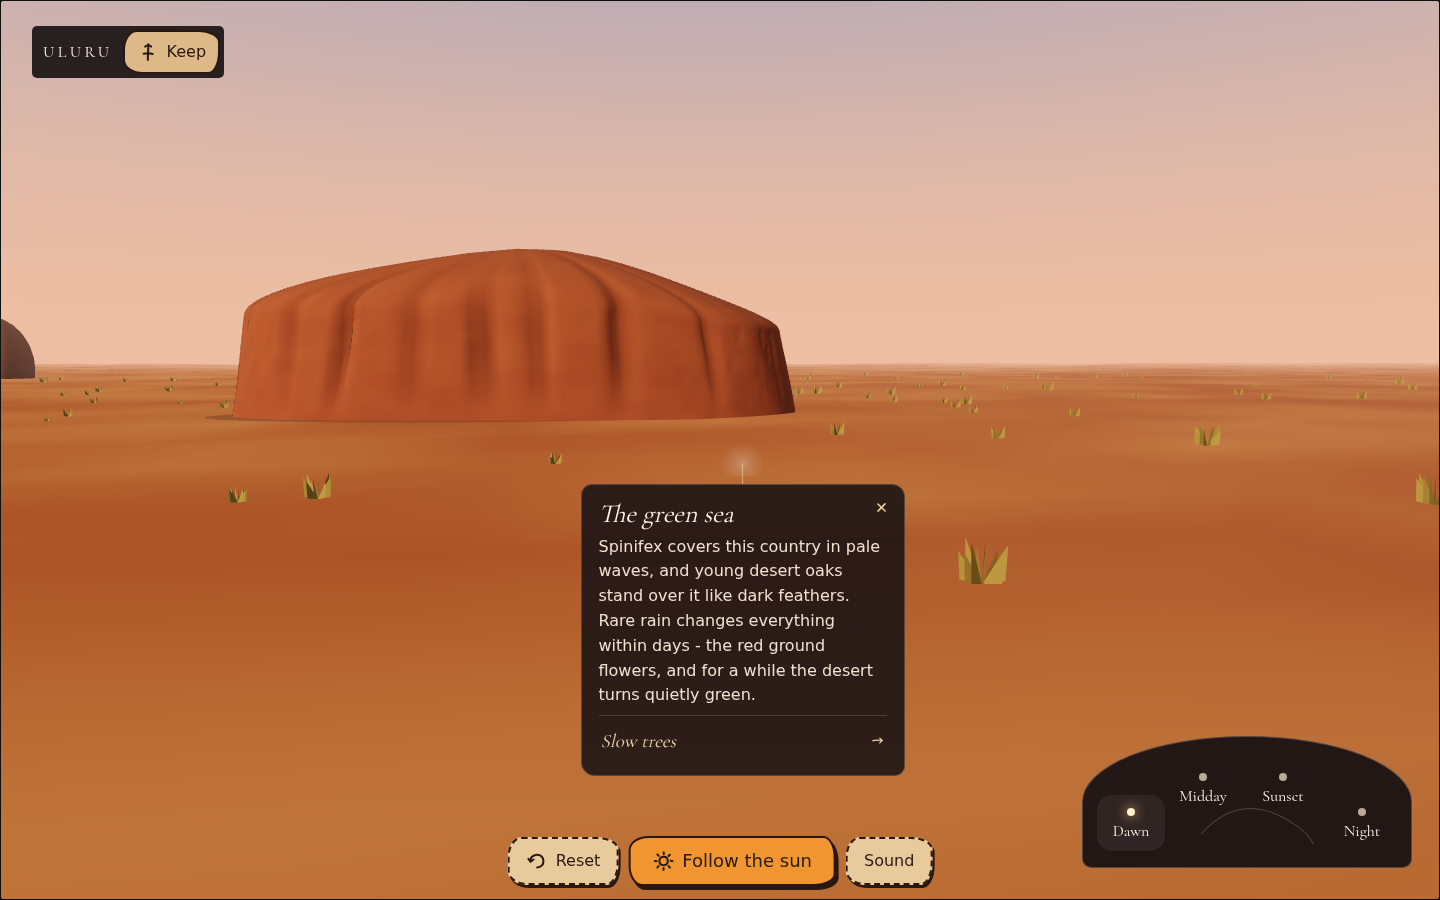 ULURU
Keep
The green sea
Spinifex covers this country in pale
waves, and young desert oaks
stand over it like dark feathers.
Rare rain changes everything
within days - the red ground
flowers, and for a while the desert
turns quietly green.
Slow trees
Midday
Sunset
Dawn
Night
Reset
Follow the sun
Sound